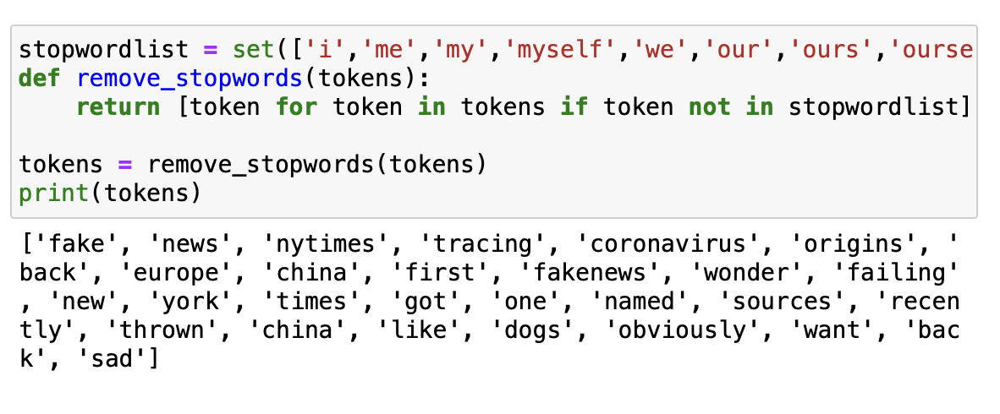 stopwordlist = set(['i','me','my','myself','we','our','ours','ourse
def remove_stopwords(tokens):
    return [token for token in tokens if token not in stopwordlist]
tokens = remove_stopwords(tokens)
print(tokens)
['fake', 'news', 'nytimes', 'tracing', 'coronavirus', 'origins', '
back', 'europe', 'china', 'first', 'fakenews', 'wonder', 'failing'
, 'new', 'york', 'times', 'got', 'one', 'named', 'sources', 'recen
tly', 'thrown', 'china', 'like', 'dogs', 'obviously', 'want', 'bac
k', 'sad']